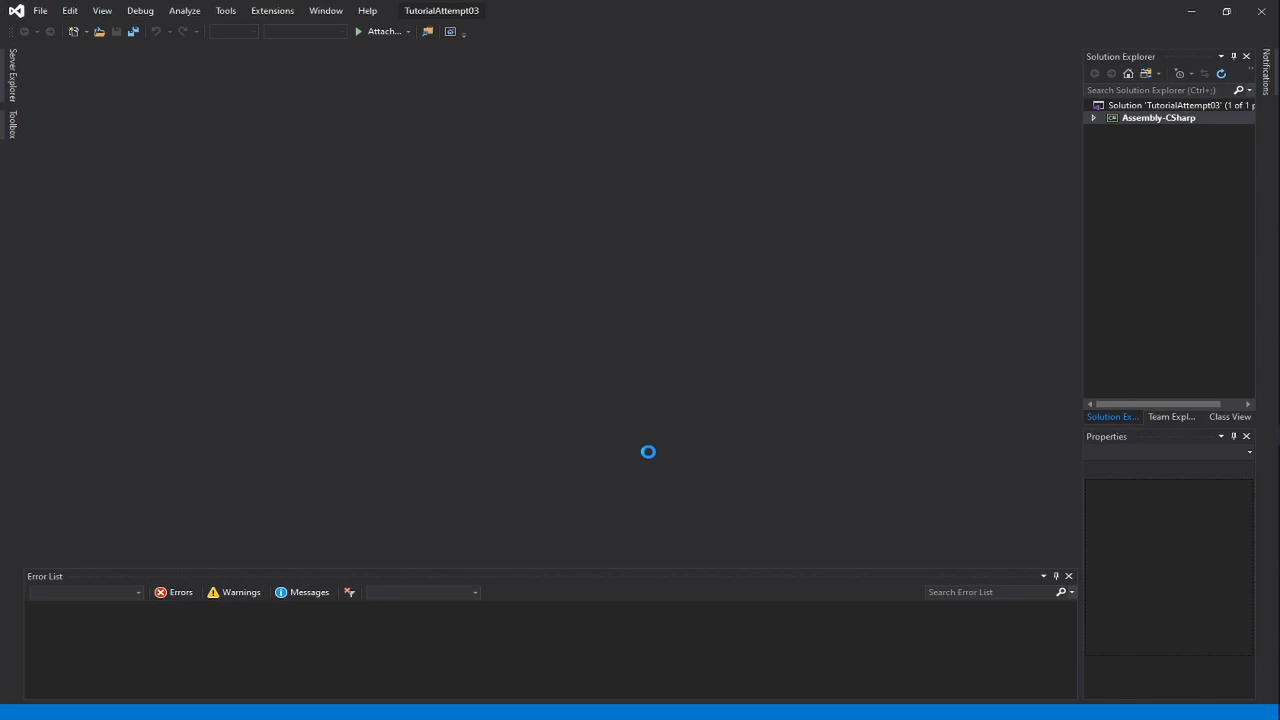 File Edit View Debug Analyze Tools Extensions Window Help TutorialAttempt03
Attach...
Server Explorer
Toolbox
Solution Explorer
Search Solution Explorer (Ctrl+;)
Solution 'TutorialAttempt03' (1 of 1 p
Assembly-CSharp
Solution Ex... Team Expl... Class View
Properties
Notifications
Error List
Errors Warnings Messages Search Error List